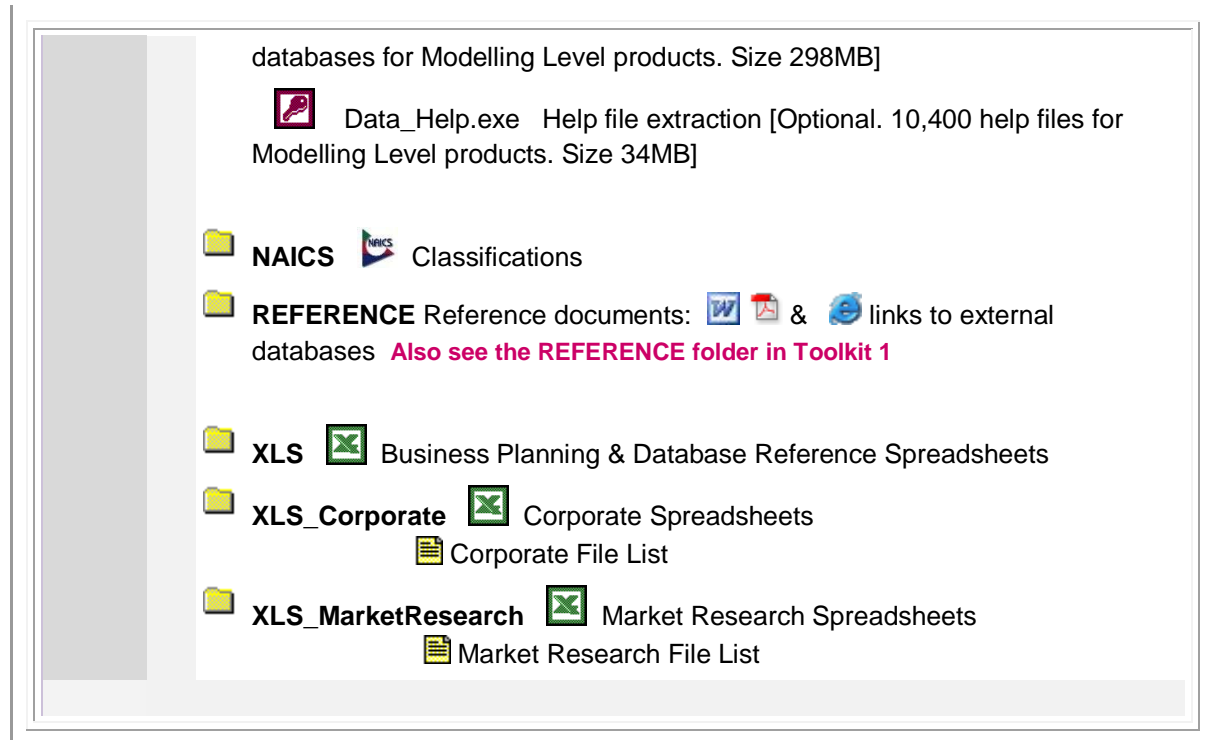 databases for Modelling Level products. Size 298MB]
Data_Help.exe Help file extraction [Optional. 10,400 help files for
Modelling Level products. Size 34MB]
NAICS NAICS Classifications
REFERENCE Reference documents: W & links to external
databases Also see the REFERENCE folder in Toolkit 1
XLS Business Planning & Database Reference Spreadsheets
XLS_Corporate Corporate Spreadsheets
Corporate File List
XLS_MarketResearch Market Research Spreadsheets
Market Research File List